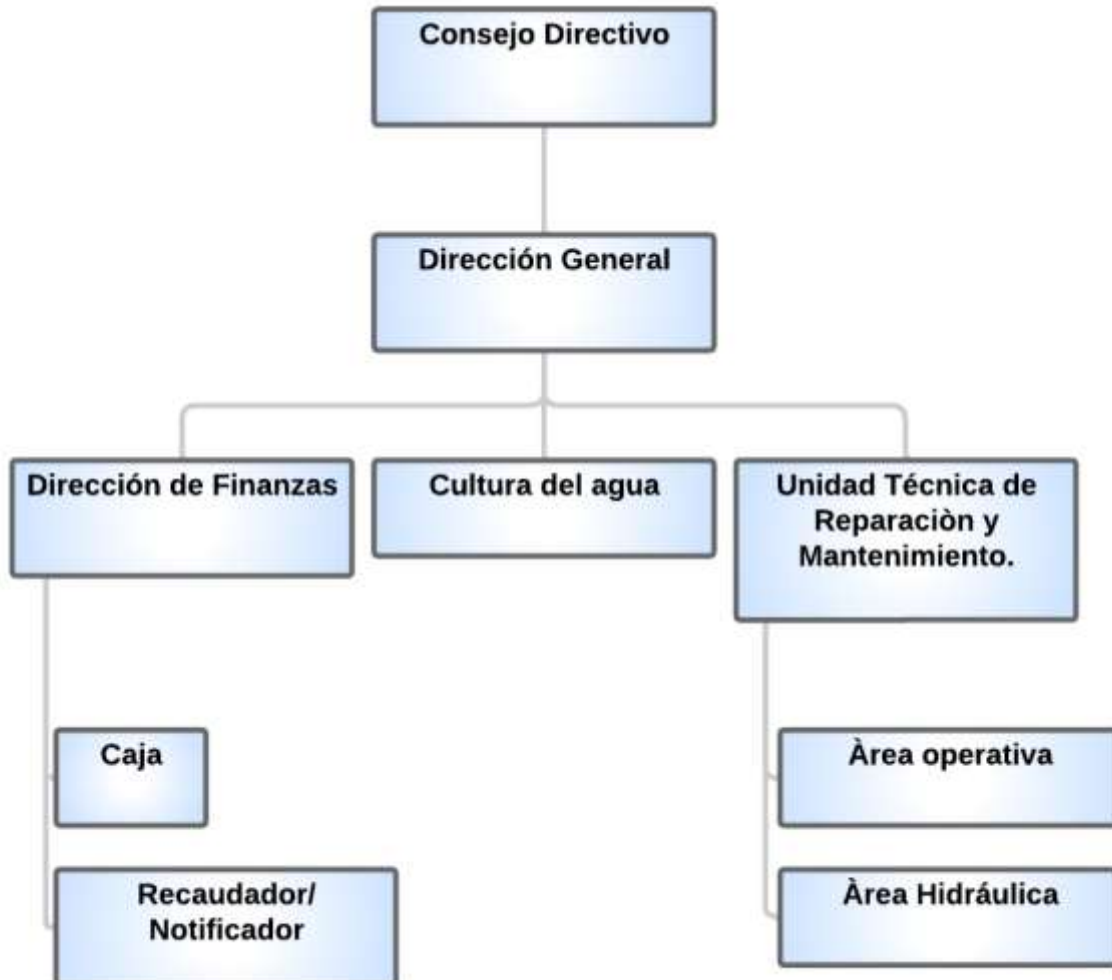 Consejo Directivo
Dirección General
Dirección de Finanzas
Cultura del agua
Unidad Técnica de
Reparaciòn y
Mantenimiento.
Caja
Àrea operativa
Recaudador/
Notificador
Àrea Hidráulica